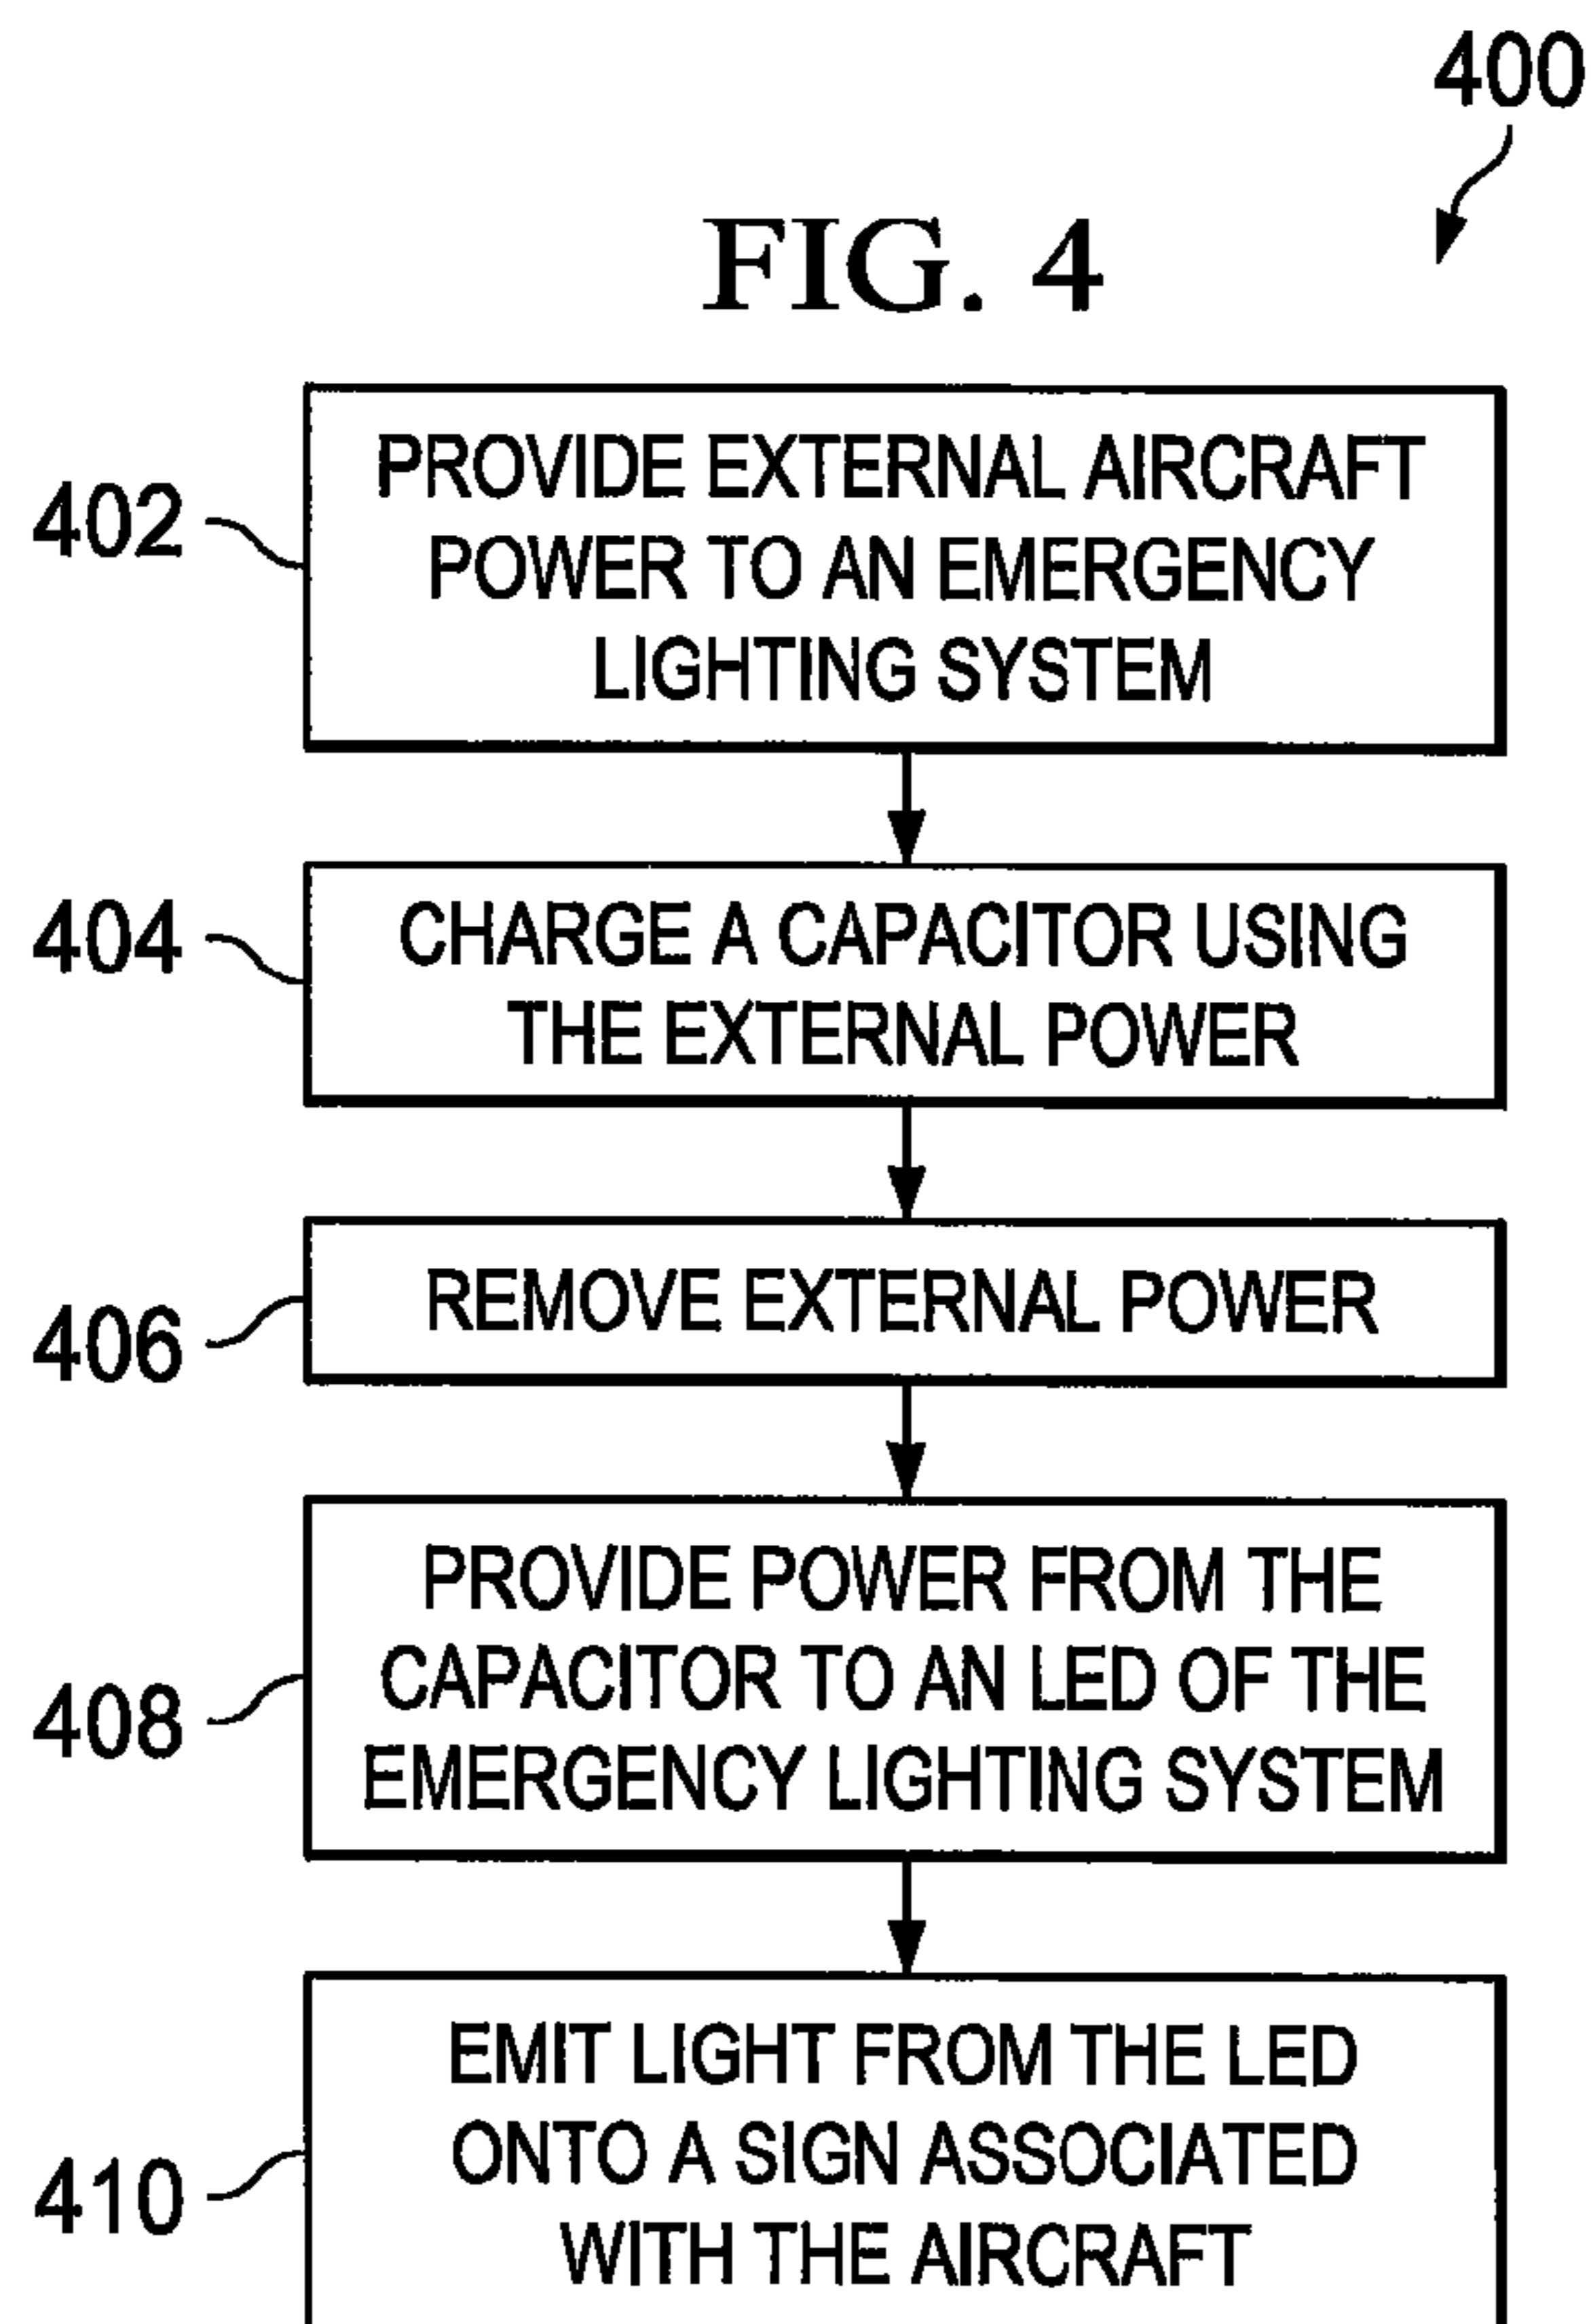 400
FIG. 4
402
PROVIDE EXTERNAL AIRCRAFT
POWER TO AN EMERGENCY
LIGHTING SYSTEM
404
CHARGE A CAPACITOR USING
THE EXTERNAL POWER
406
REMOVE EXTERNAL POWER
408
PROVIDE POWER FROM THE
CAPACITOR TO AN LED OF THE
EMERGENCY LIGHTING SYSTEM
410
EMIT LIGHT FROM THE LED
ONTO A SIGN ASSOCIATED
WITH THE AIRCRAFT